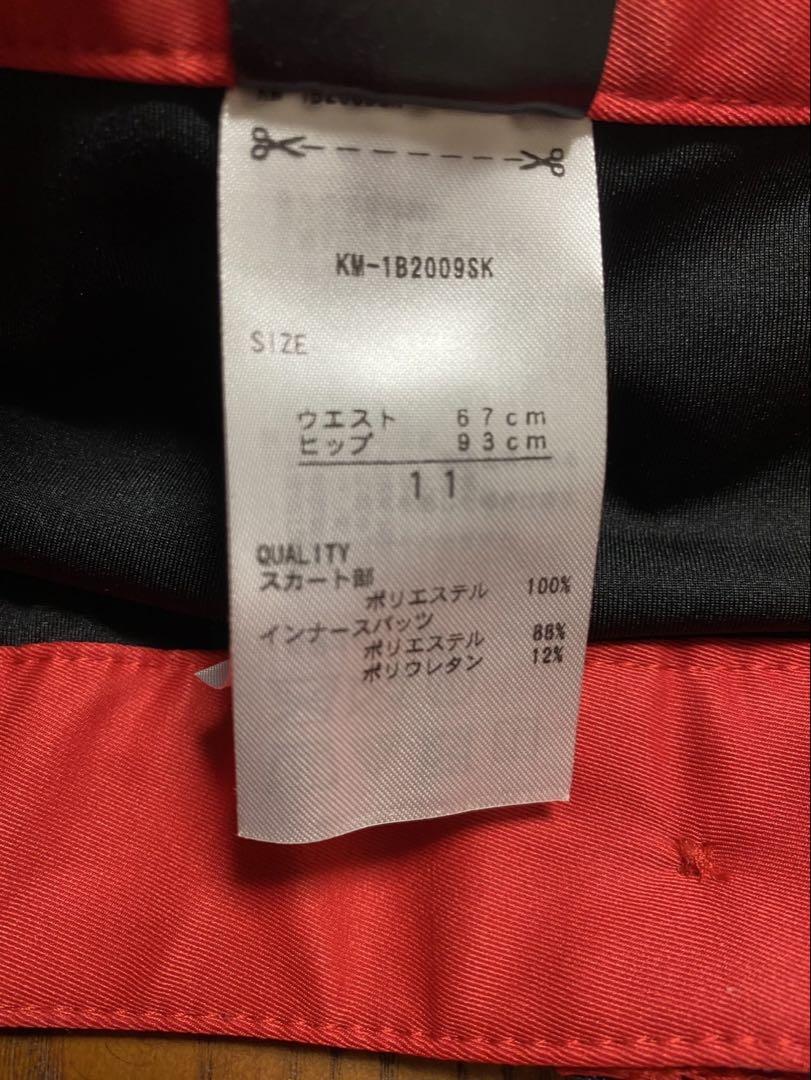 KM-1B2009SK
SIZE
ウエスト 67cm
ヒップ 93cm
11
QUALITY
スカート部
ポリエステル 100%
インナースパッツ
ポリエステル 88%
ポリウレタン 12%